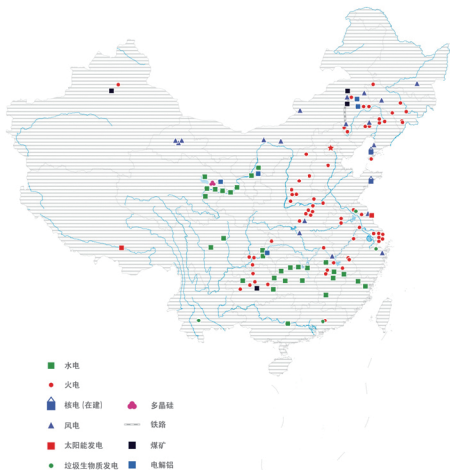 水电
火电
核电 (在建)
风电
太阳能发电
垃圾生物质发电
多晶硅
铁路
煤矿
电解铝